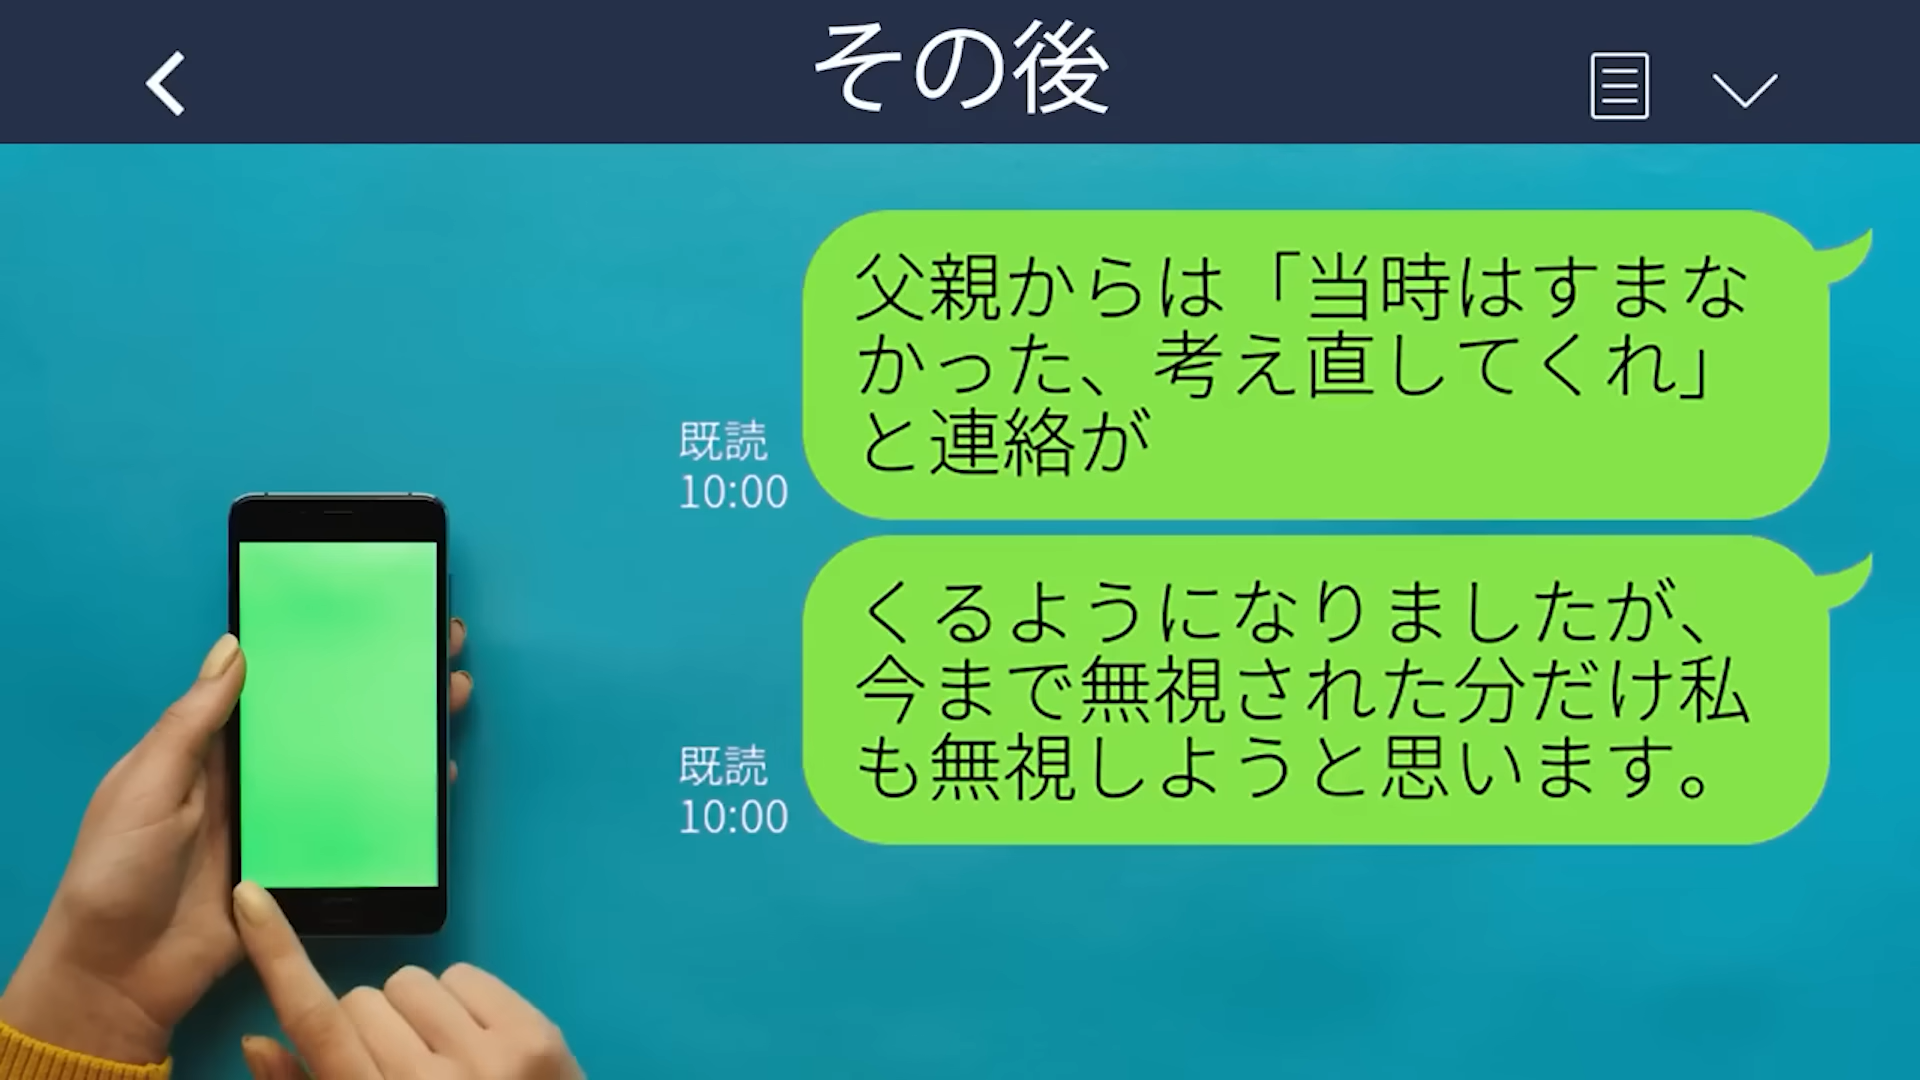 その後
父親からは「当時はすまな
かった、考え直してくれ」
と連絡が
既読
10:00
くるようになりましたが、
今まで無視された分だけ私
も無視しようと思います。
既読
10:00